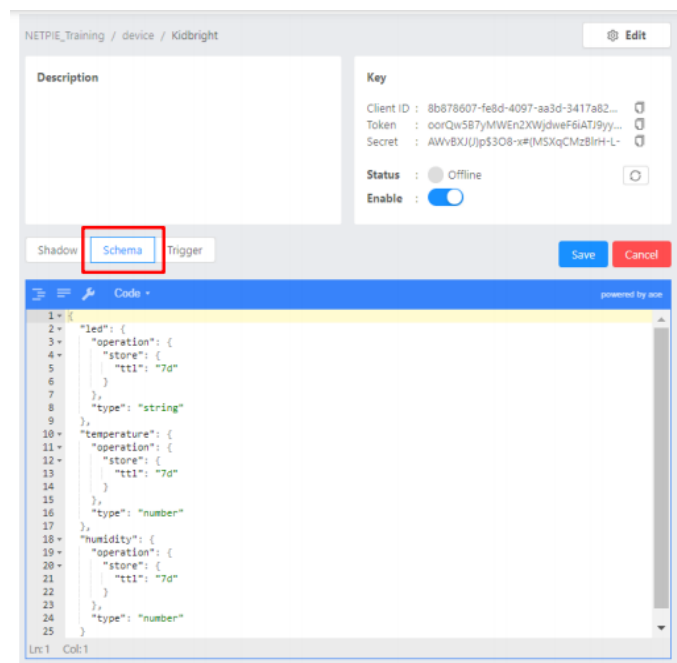 NETPIE_Training / device / Kidbright
Edit
Description
Key
Client ID : 8b878607-fe8d-4097-aa3d-3417a82...
Token : oorQw5B7yMWEn2XWjdweF6iATJ9yy...
Secret : AWvBXJ(J)p$3O8-x#(MSXqCMzBlrH-L-
Status : Offline
Enable :
Shadow Schema Trigger
Save Cancel
Code
powered by ace
1 {
2 "led": {
3 "operation": {
4 "store": {
5 "ttl": "7d"
6 }
7 },
8 "type": "string"
9 },
10 "temperature": {
11 "operation": {
12 "store": {
13 "ttl": "7d"
14 }
15 },
16 "type": "number"
17 },
18 "humidity": {
19 "operation": {
20 "store": {
21 "ttl": "7d"
22 }
23 },
24 "type": "number"
25 }
Ln:1 Col:1